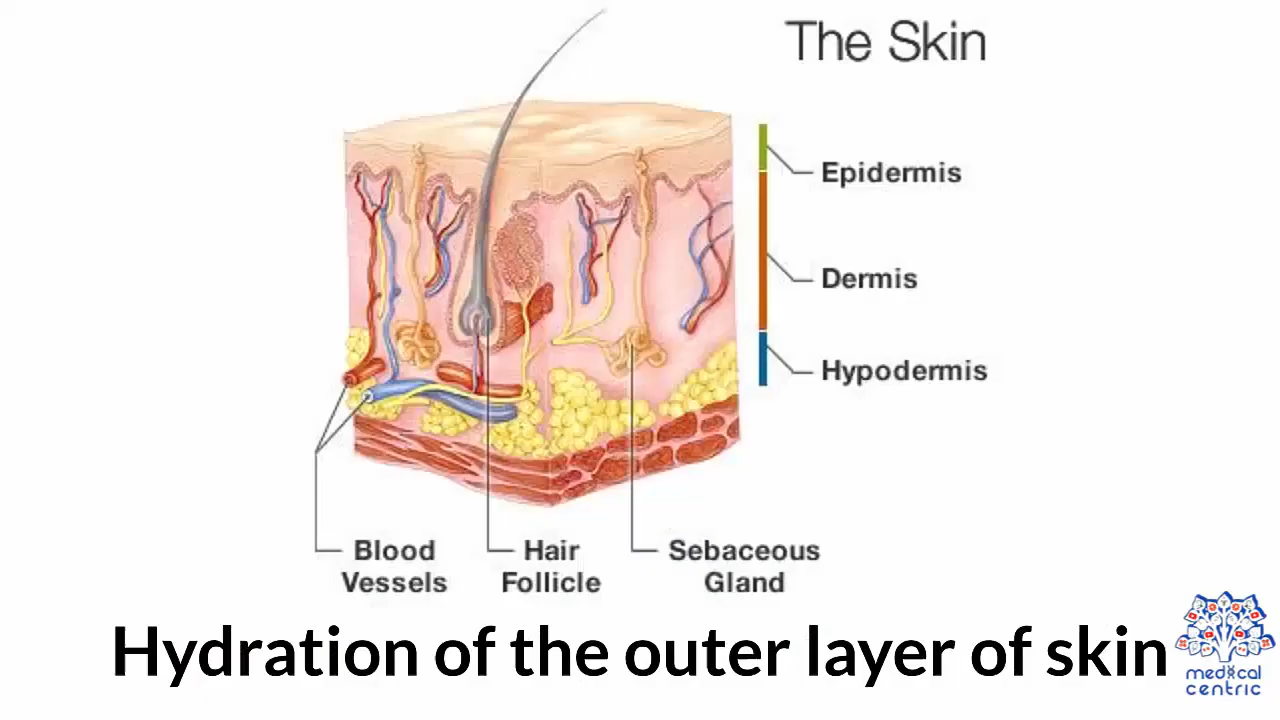 The Skin
Epidermis
Dermis
Hypodermis
Blood
Vessels
Hair
Follicle
Sebaceous
Gland
Hydration of the outer layer of skin
medical
centric